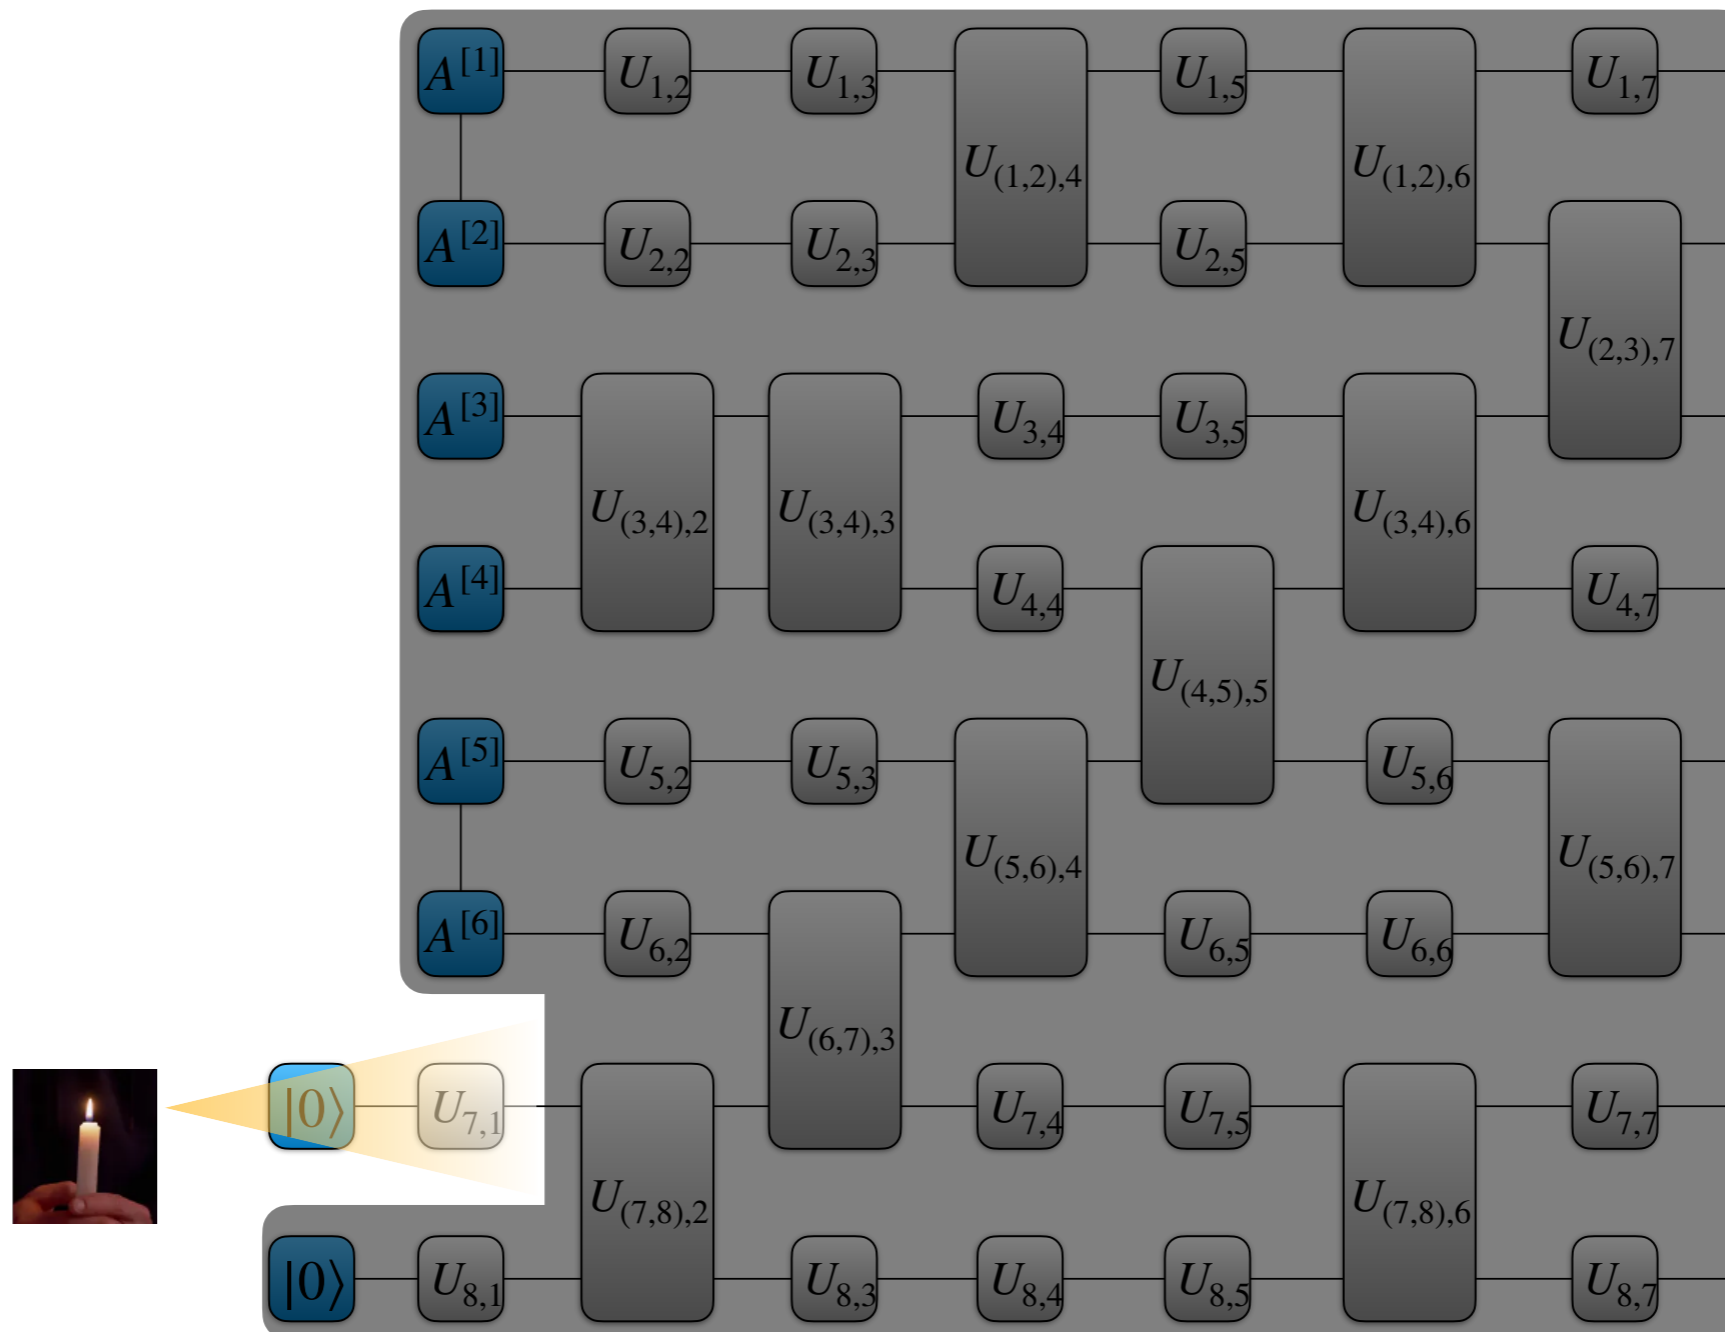 A^[1] U_1,2 U_1,3 U_(1,2),4 U_1,5 U_(1,2),6 U_1,7
A^[2] U_2,2 U_2,3 U_2,5 U_(2,3),7
A^[3] U_(3,4),2 U_(3,4),3 U_3,4 U_3,5 U_(3,4),6
A^[4] U_4,4 U_(4,5),5 U_4,7
A^[5] U_5,2 U_5,3 U_(5,6),4 U_5,6 U_(5,6),7
A^[6] U_6,2 U_(6,7),3 U_6,5 U_6,6
|0⟩ U_7,1 U_(7,8),2 U_7,4 U_7,5 U_(7,8),6 U_7,7
|0⟩ U_8,1 U_8,3 U_8,4 U_8,5 U_8,7